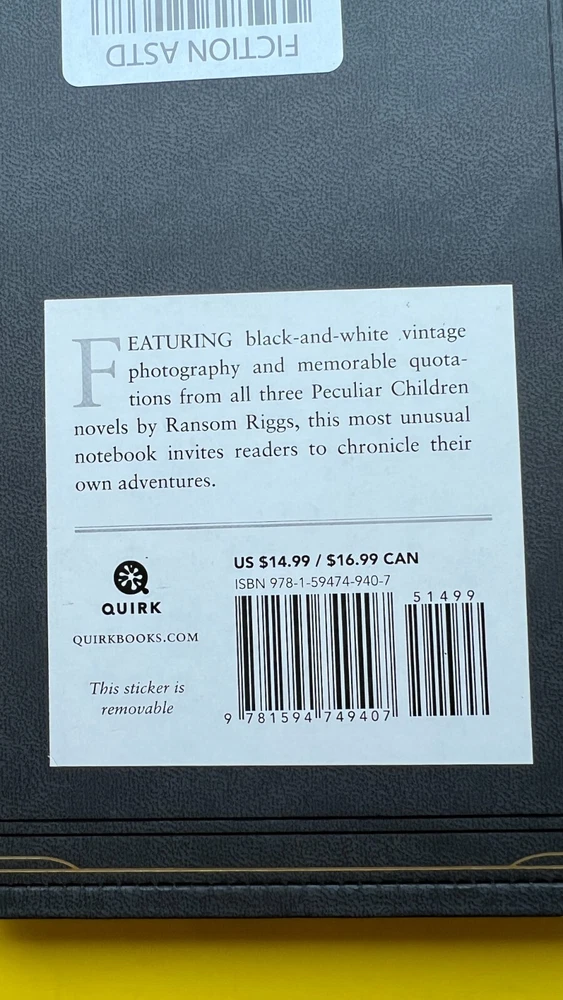 FICTION ASTD
FEATURING black-and-white vintage
photography and memorable quota-
tions from all three Peculiar Children
novels by Ransom Riggs, this most unusual
notebook invites readers to chronicle their
own adventures.
US $14.99 / $16.99 CAN
ISBN 978-1-59474-940-7
51499
9 781594 749407
QUIRK
QUIRKBOOKS.COM
This sticker is
removable